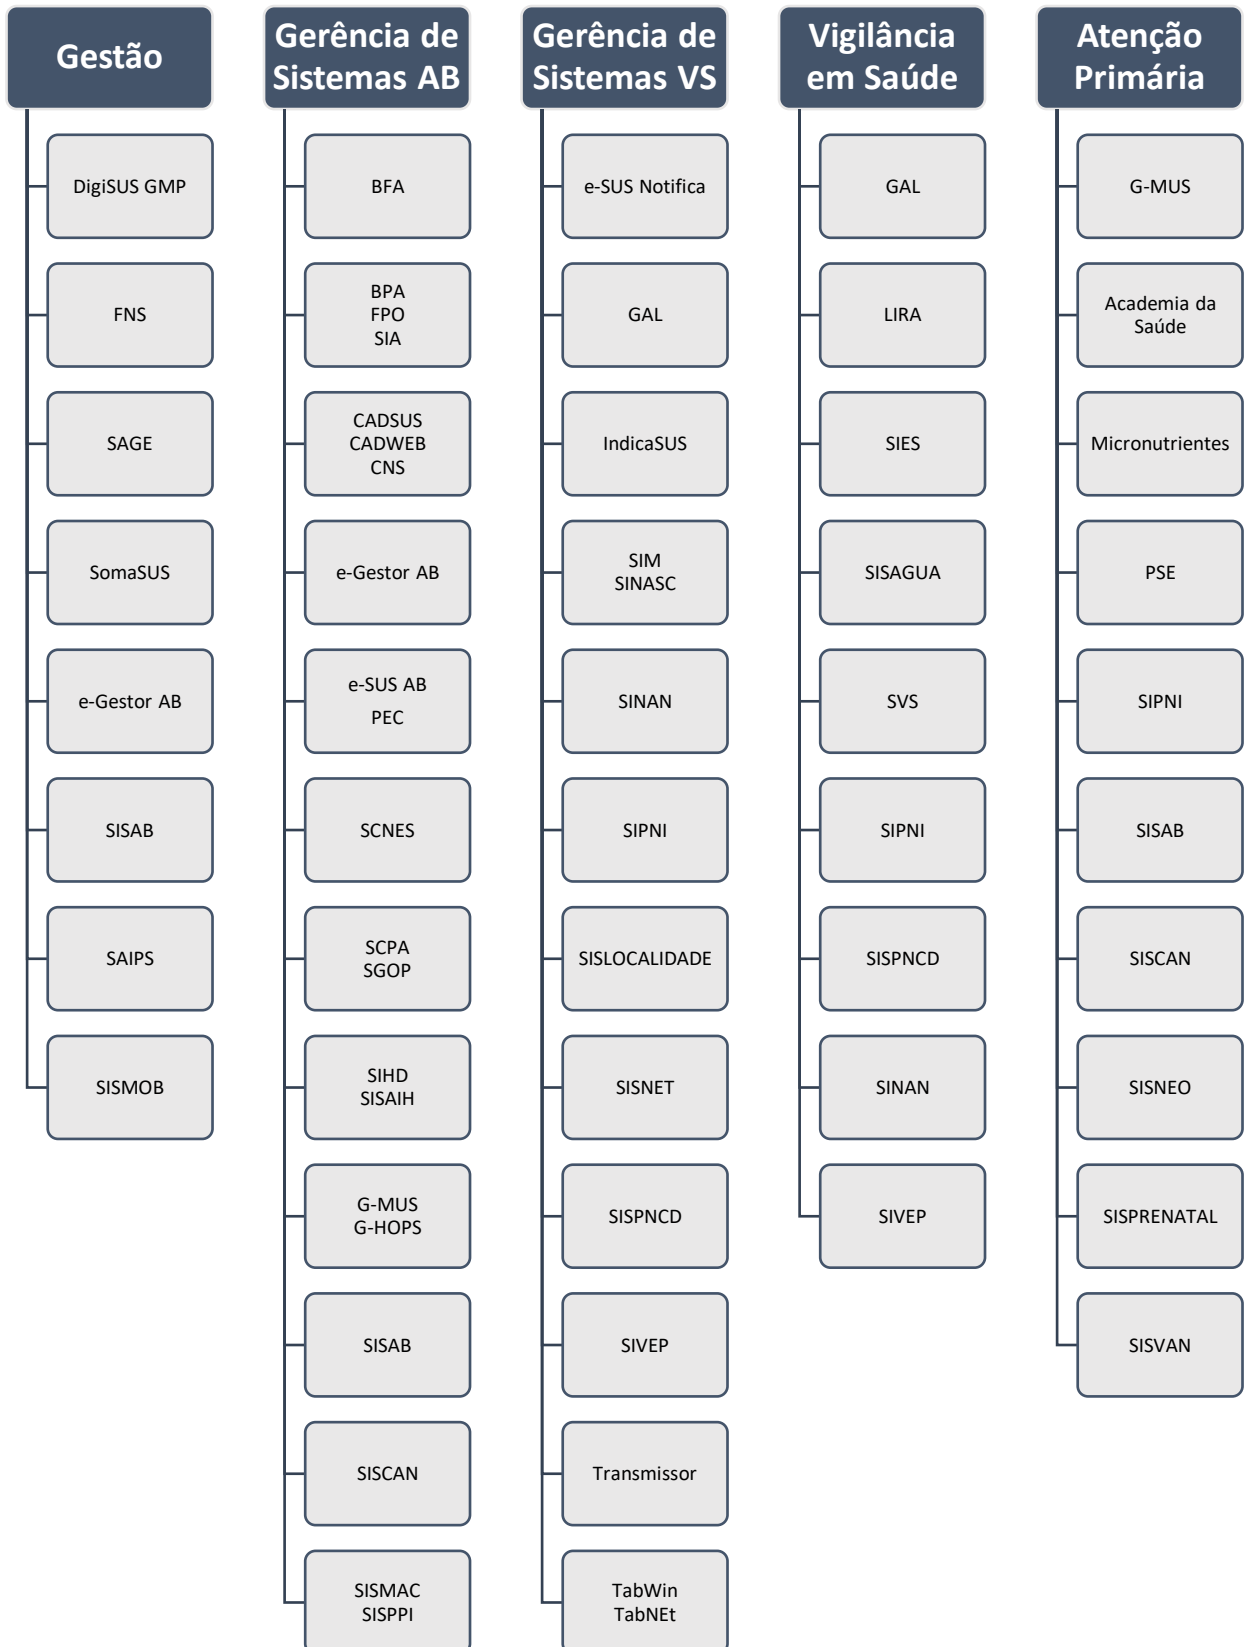 Gestão
DigiSUS GMP
FNS
SAGE
SomaSUS
e-Gestor AB
SISAB
SAIPS
SISMOB
Gerência de
Sistemas AB
BFA
BPA
FPO
SIA
CADSUS
CADWEB
CNS
e-Gestor AB
e-SUS AB
PEC
SCNES
SCPA
SGOP
SIHD
SISAIH
G-MUS
G-HOPS
SISAB
SISCAN
SISMAC
SISPPI
Gerência de
Sistemas VS
e-SUS Notifica
GAL
IndicaSUS
SIM
SINASC
SINAN
SIPNI
SISLOCALIDADE
SISNET
SISPNCD
SIVEP
Transmissor
TabWin
TabNEt
Vigilância
em Saúde
GAL
LIRA
SIES
SISAGUA
SVS
SIPNI
SISPNCD
SINAN
SIVEP
Atenção
Primária
G-MUS
Academia da
Saúde
Micronutrientes
PSE
SIPNI
SISAB
SISCAN
SISNEO
SISPRENATAL
SISVAN